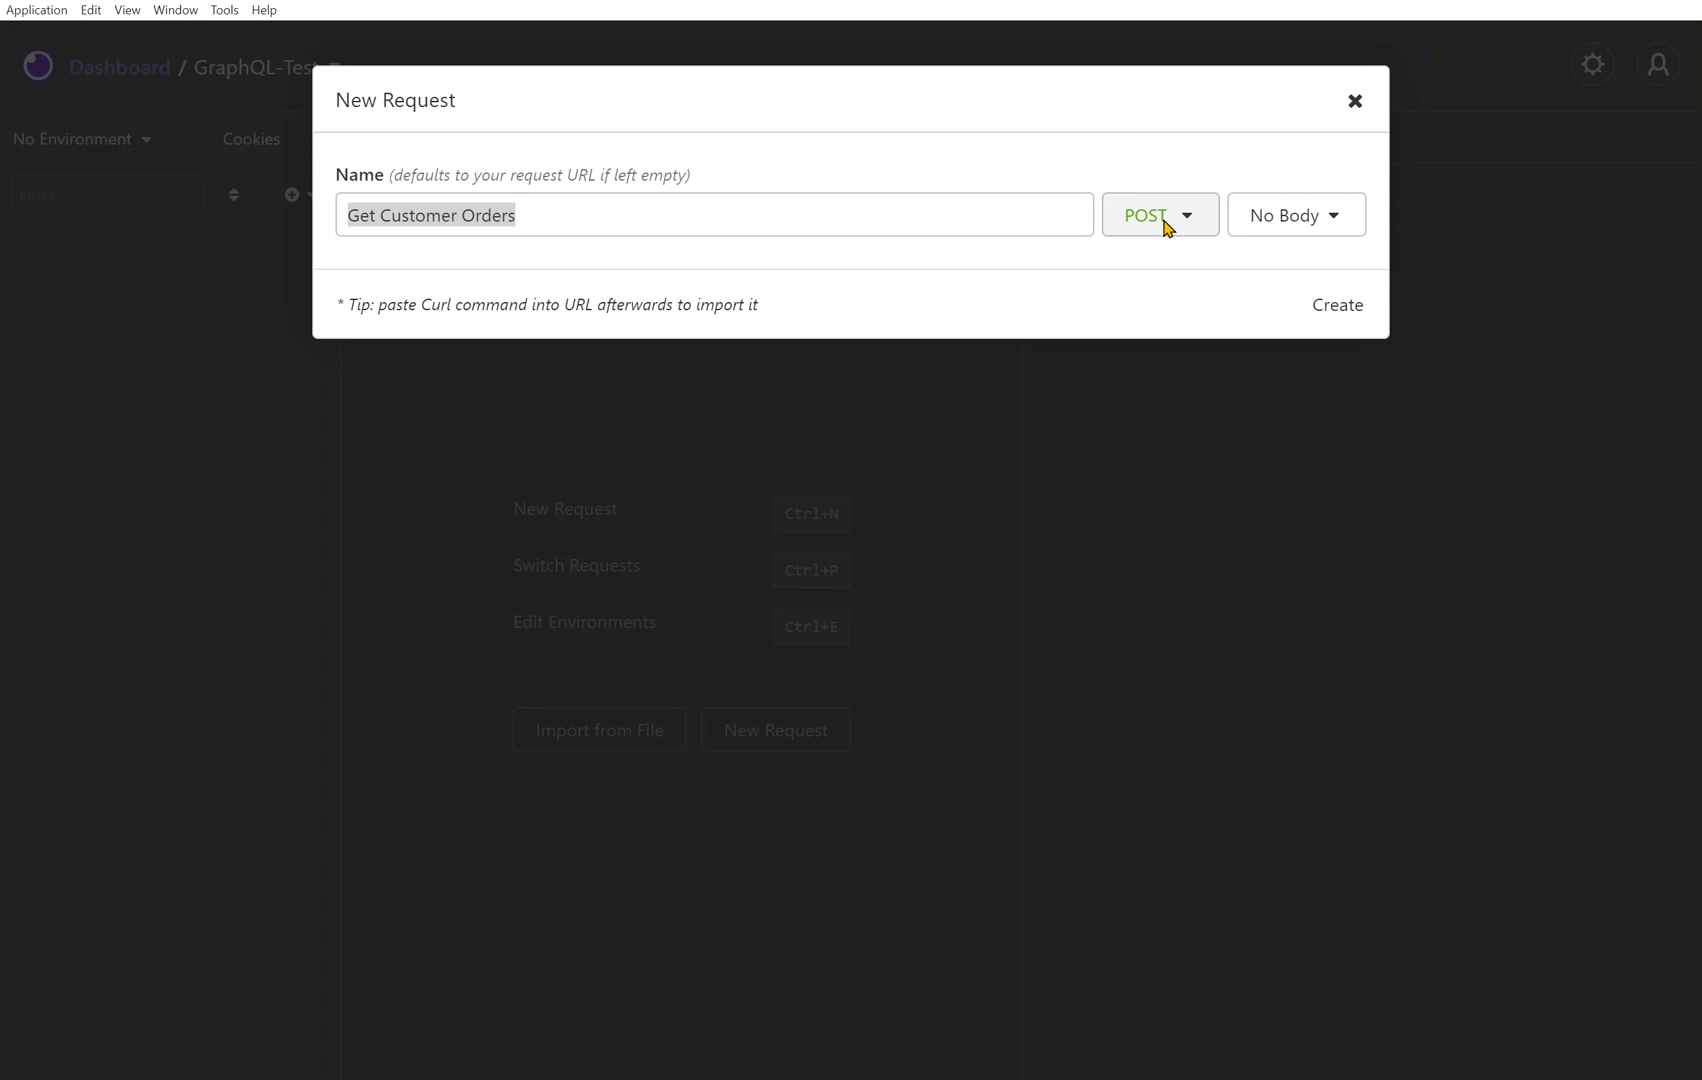 Application Edit View Window Tools Help
Dashboard / GraphQL-Test
No Environment Cookies
Filter
New Request
Name (defaults to your request URL if left empty)
Get Customer Orders POST No Body
* Tip: paste Curl command into URL afterwards to import it Create
New Request Ctrl+N
Switch Requests Ctrl+P
Edit Environments Ctrl+E
Import from File New Request